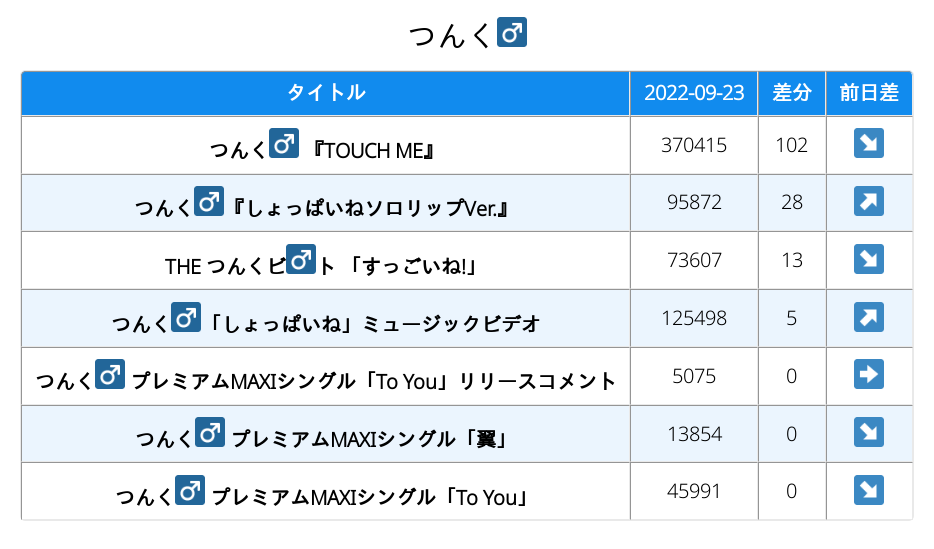 つんく♂
タイトル 2022-09-23 差分 前日差
つんく♂ 『TOUCH ME』 370415 102 ↘
つんく♂『しょっぱいねソロリップVer.』 95872 28 ↗
THE つんくビ♂ト 「すっごいね!」 73607 13 ↘
つんく♂「しょっぱいね」ミュージックビデオ 125498 5 ↗
つんく♂ プレミアムMAXIシングル「To You」リリースコメント 5075 0 ➡
つんく♂ プレミアムMAXIシングル「翼」 13854 0 ↘
つんく♂ プレミアムMAXIシングル「To You」 45991 0 ↘